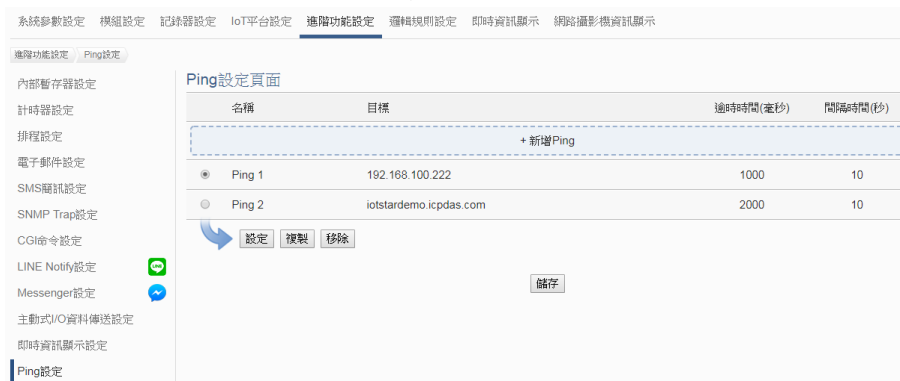 系統參數設定 模組設定 記錄器設定 IoT平台設定 進階功能設定 邏輯規則設定 即時資訊顯示 網路攝影機資訊顯示
進階功能設定 Ping設定
內部暫存器設定
計時器設定
排程設定
電子郵件設定
SMS簡訊設定
SNMP Trap設定
CGI命令設定
LINE Notify設定
Messenger設定
主動式I/O資料傳送設定
即時資訊顯示設定
Ping設定
Ping設定頁面
名稱 目標 逾時時間(毫秒) 間隔時間(秒)
+ 新增Ping
Ping 1 192.168.100.222 1000 10
Ping 2 iotstardemo.icpdas.com 2000 10
設定 複製 移除
儲存